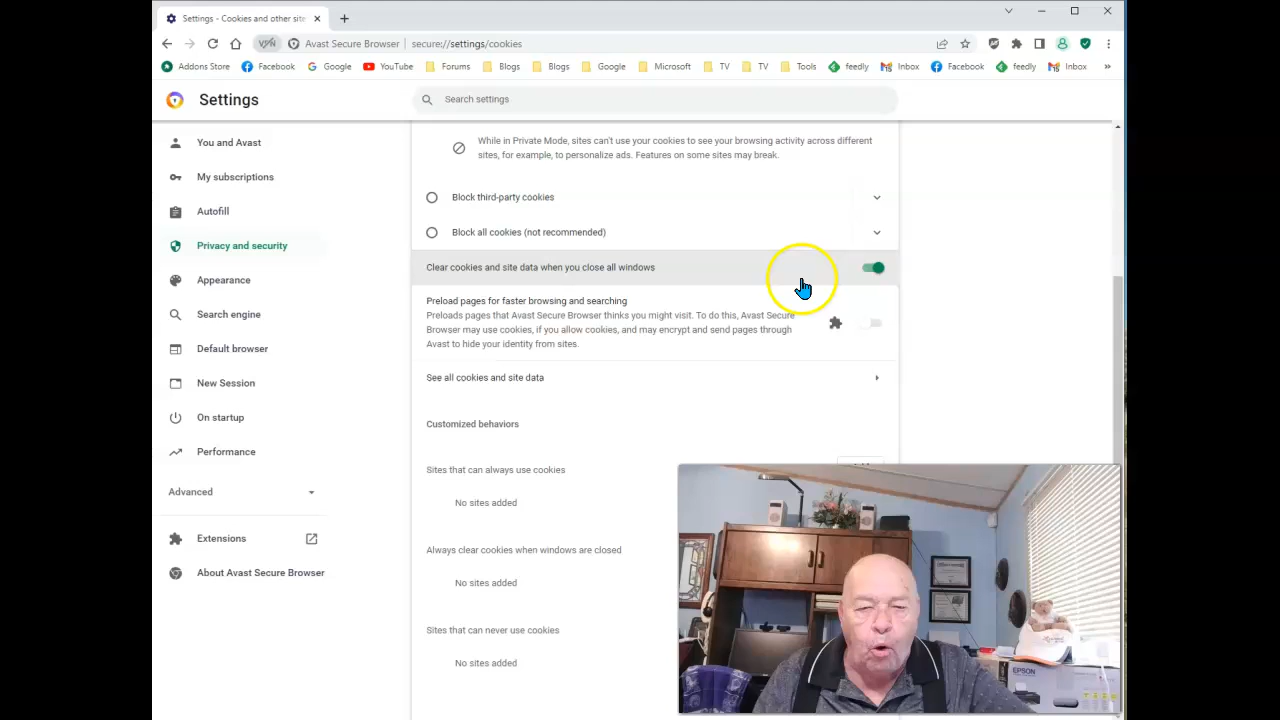 Settings - Cookies and other site
VPN
Avast Secure Browser
secure://settings/cookies
Addons Store
Facebook
Google
YouTube
Forums
Blogs
Blogs
Google
Microsoft
TV
TV
Tools
feedly
Inbox
Facebook
feedly
Inbox
Settings
Search settings
You and Avast
My subscriptions
Autofill
Privacy and security
Appearance
Search engine
Default browser
New Session
On startup
Performance
Advanced
Extensions
About Avast Secure Browser
While in Private Mode, sites can't use your cookies to see your browsing activity across different
sites, for example, to personalize ads. Features on some sites may break.
Block third-party cookies
Block all cookies (not recommended)
Clear cookies and site data when you close all windows
Preload pages for faster browsing and searching
Preloads pages that Avast Secure Browser thinks you might visit. To do this, Avast Secure
Browser may use cookies, if you allow cookies, and may encrypt and send pages through
Avast to hide your identity from sites.
See all cookies and site data
Customized behaviors
Sites that can always use cookies
No sites added
Always clear cookies when windows are closed
No sites added
Sites that can never use cookies
No sites added
EPSON